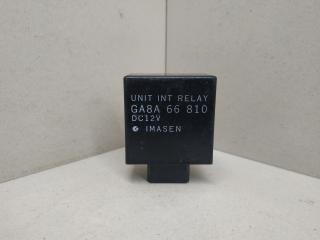 UNIT INT RELAY
GA8A 66 810
DC12V
IMASEN